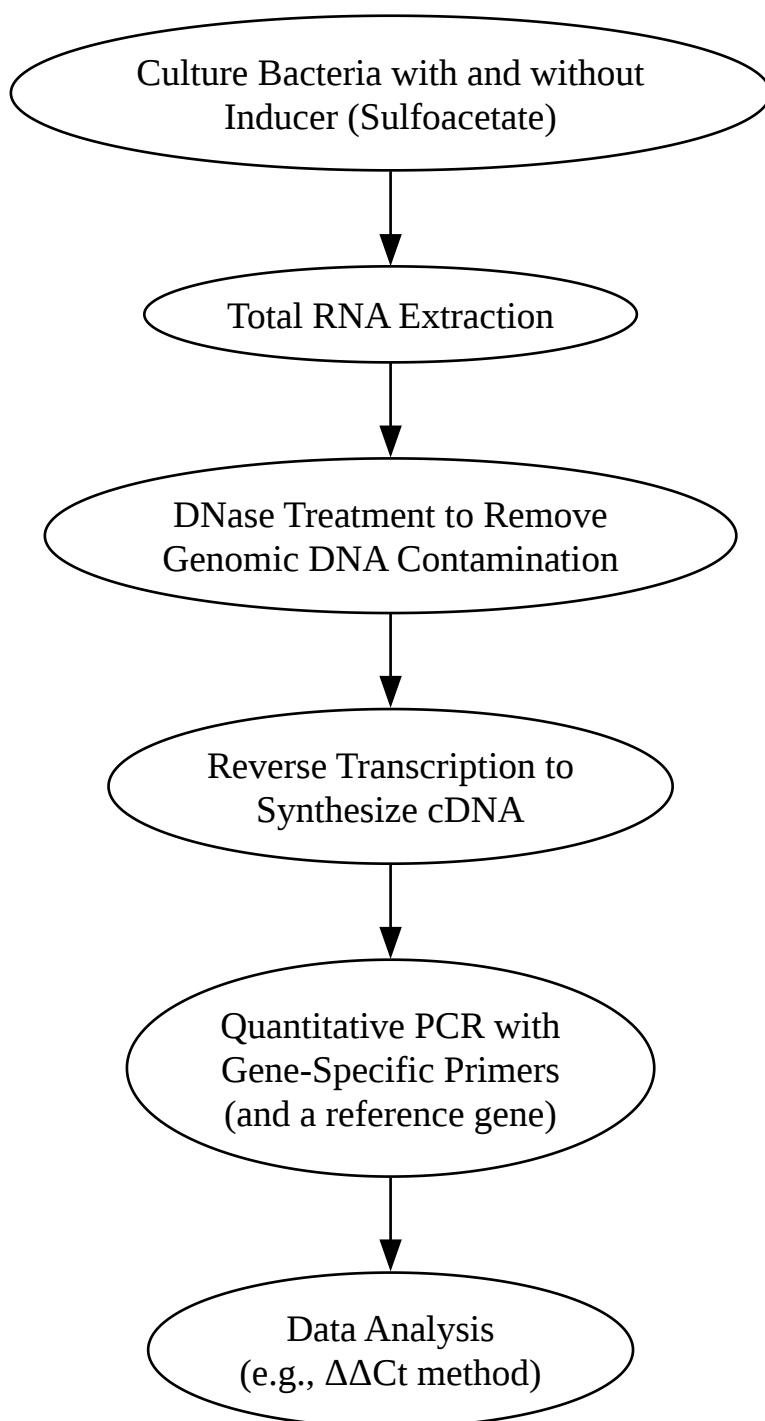 Culture Bacteria with and without
Inducer (Sulfoacetate)
Total RNA Extraction
DNase Treatment to Remove
Genomic DNA Contamination
Reverse Transcription to
Synthesize cDNA
Quantitative PCR with
Gene-Specific Primers
(and a reference gene)
Data Analysis
(e.g., ΔΔCt method)